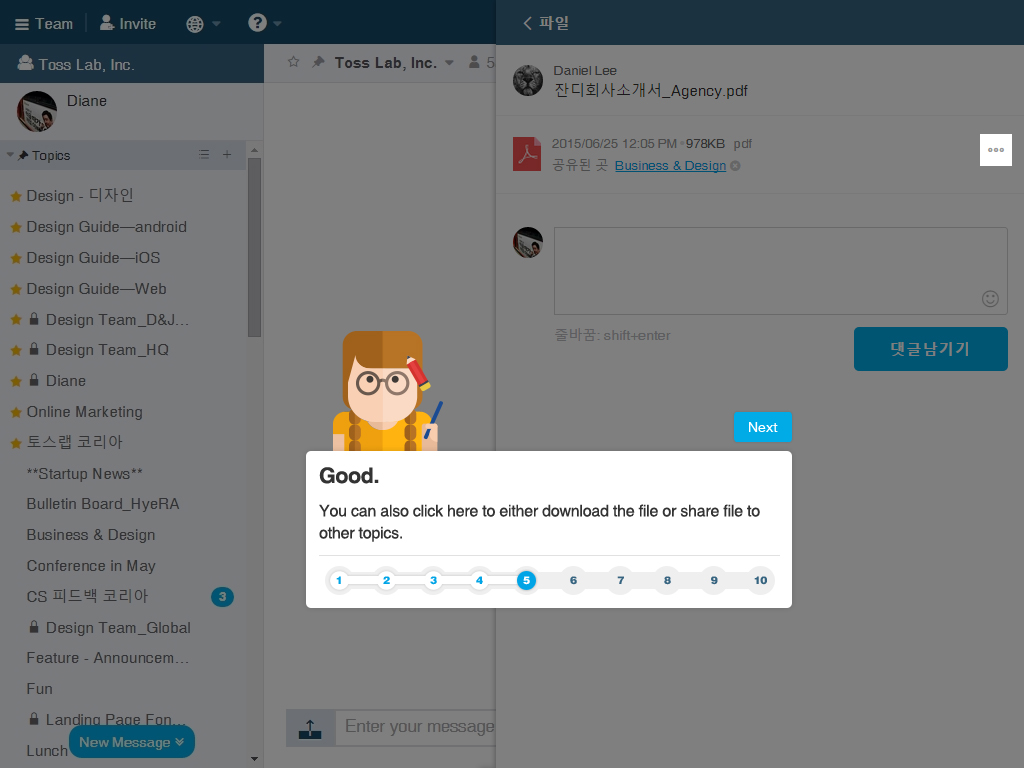 Team
Invite
?
파일
Toss Lab, Inc.
Toss Lab, Inc.
5
Diane
Daniel Lee
잔디회사소개서_Agency.pdf
2015/06/25 12:05 PM
978KB
pdf
공유된 곳 Business & Design
줄바꿈: shift+enter
댓글남기기
Topics
Design - 디자인
Design Guide—android
Design Guide—iOS
Design Guide—Web
Design Team_D&J...
Design Team_HQ
Diane
Online Marketing
토스랩 코리아
**Startup News**
Bulletin Board_HyeRA
Business & Design
Conference in May
CS 피드백 코리아 3
Design Team_Global
Feature - Announcem...
Fun
Landing Page Fon...
Lunch
New Message
Next
Good.
You can also click here to either download the file or share file to
other topics.
1 2 3 4 5 6 7 8 9 10
Enter your message